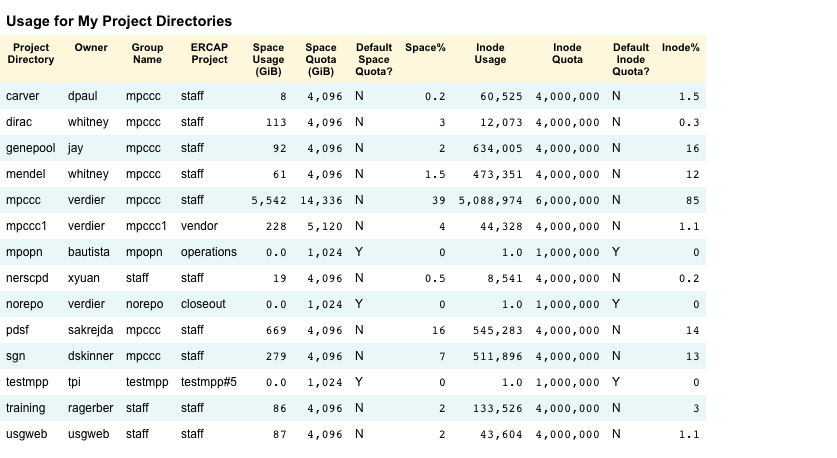 Usage for My Project Directories
Project Directory Owner Group Name ERCAP Project Space Usage (GiB) Space Quota (GiB) Default Space Quota? Space% Inode Usage Inode Quota Default Inode Quota? Inode%
carver dpaul mpccc staff 8 4,096 N 0.2 60,525 4,000,000 N 1.5
dirac whitney mpccc staff 113 4,096 N 3 12,073 4,000,000 N 0.3
genepool jay mpccc staff 92 4,096 N 2 634,005 4,000,000 N 16
mendel whitney mpccc staff 61 4,096 N 1.5 473,351 4,000,000 N 12
mpccc verdier mpccc staff 5,542 14,336 N 39 5,088,974 6,000,000 N 85
mpccc1 verdier mpccc1 vendor 228 5,120 N 4 44,328 4,000,000 N 1.1
mpopn bautista mpopn operations 0.0 1,024 Y 0 1.0 1,000,000 Y 0
nerscpd xyuan staff staff 19 4,096 N 0.5 8,541 4,000,000 N 0.2
norepo verdier norepo closeout 0.0 1,024 Y 0 1.0 1,000,000 Y 0
pdsf sakrejda mpccc staff 669 4,096 N 16 545,283 4,000,000 N 14
sgn dskinner mpccc staff 279 4,096 N 7 511,896 4,000,000 N 13
testmpp tpi testmpp testmpp#5 0.0 1,024 Y 0 1.0 1,000,000 Y 0
training ragerber staff staff 86 4,096 N 2 133,526 4,000,000 N 3
usgweb usgweb staff staff 87 4,096 N 2 43,604 4,000,000 N 1.1